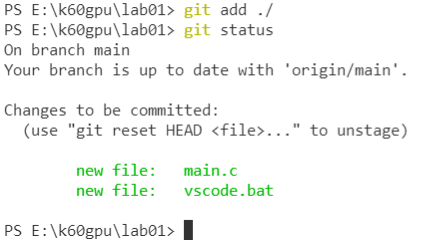 PS E:\k60gpu\lab01> git add ./
PS E:\k60gpu\lab01> git status
On branch main
Your branch is up to date with 'origin/main'.

Changes to be committed:
  (use "git reset HEAD <file>..." to unstage)

        new file:   main.c
        new file:   vscode.bat

PS E:\k60gpu\lab01>